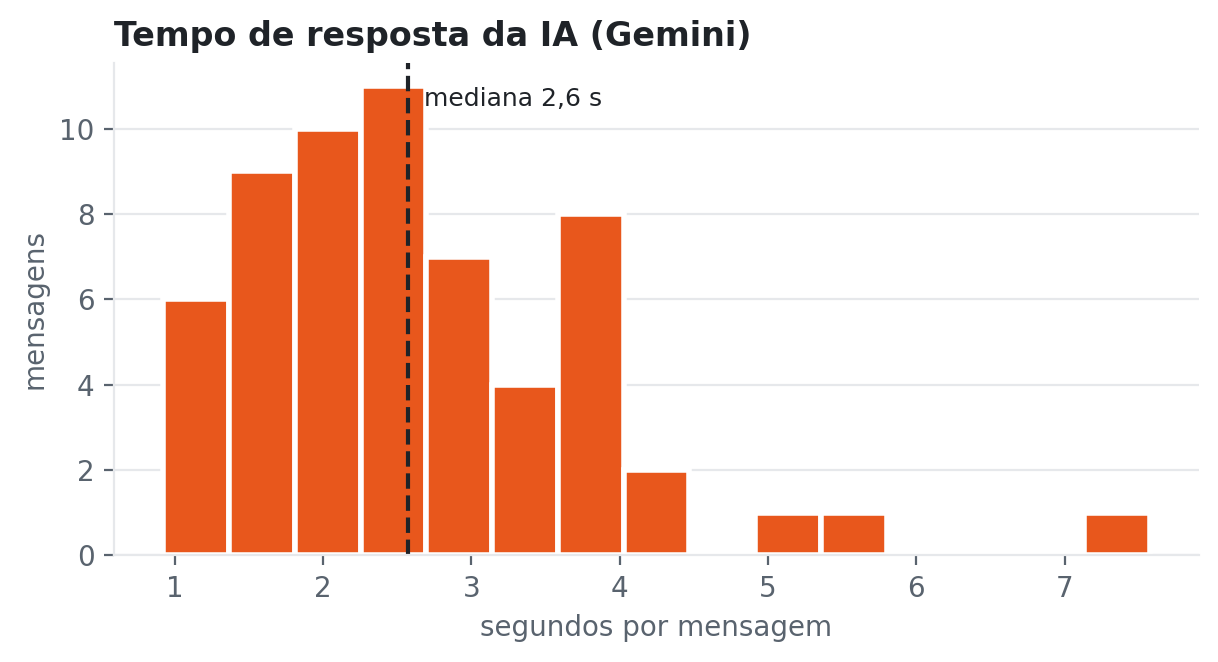 Tempo de resposta da IA (Gemini)
mediana 2,6 s
10
8
6
4
2
0
mensagens
1 2 3 4 5 6 7
segundos por mensagem